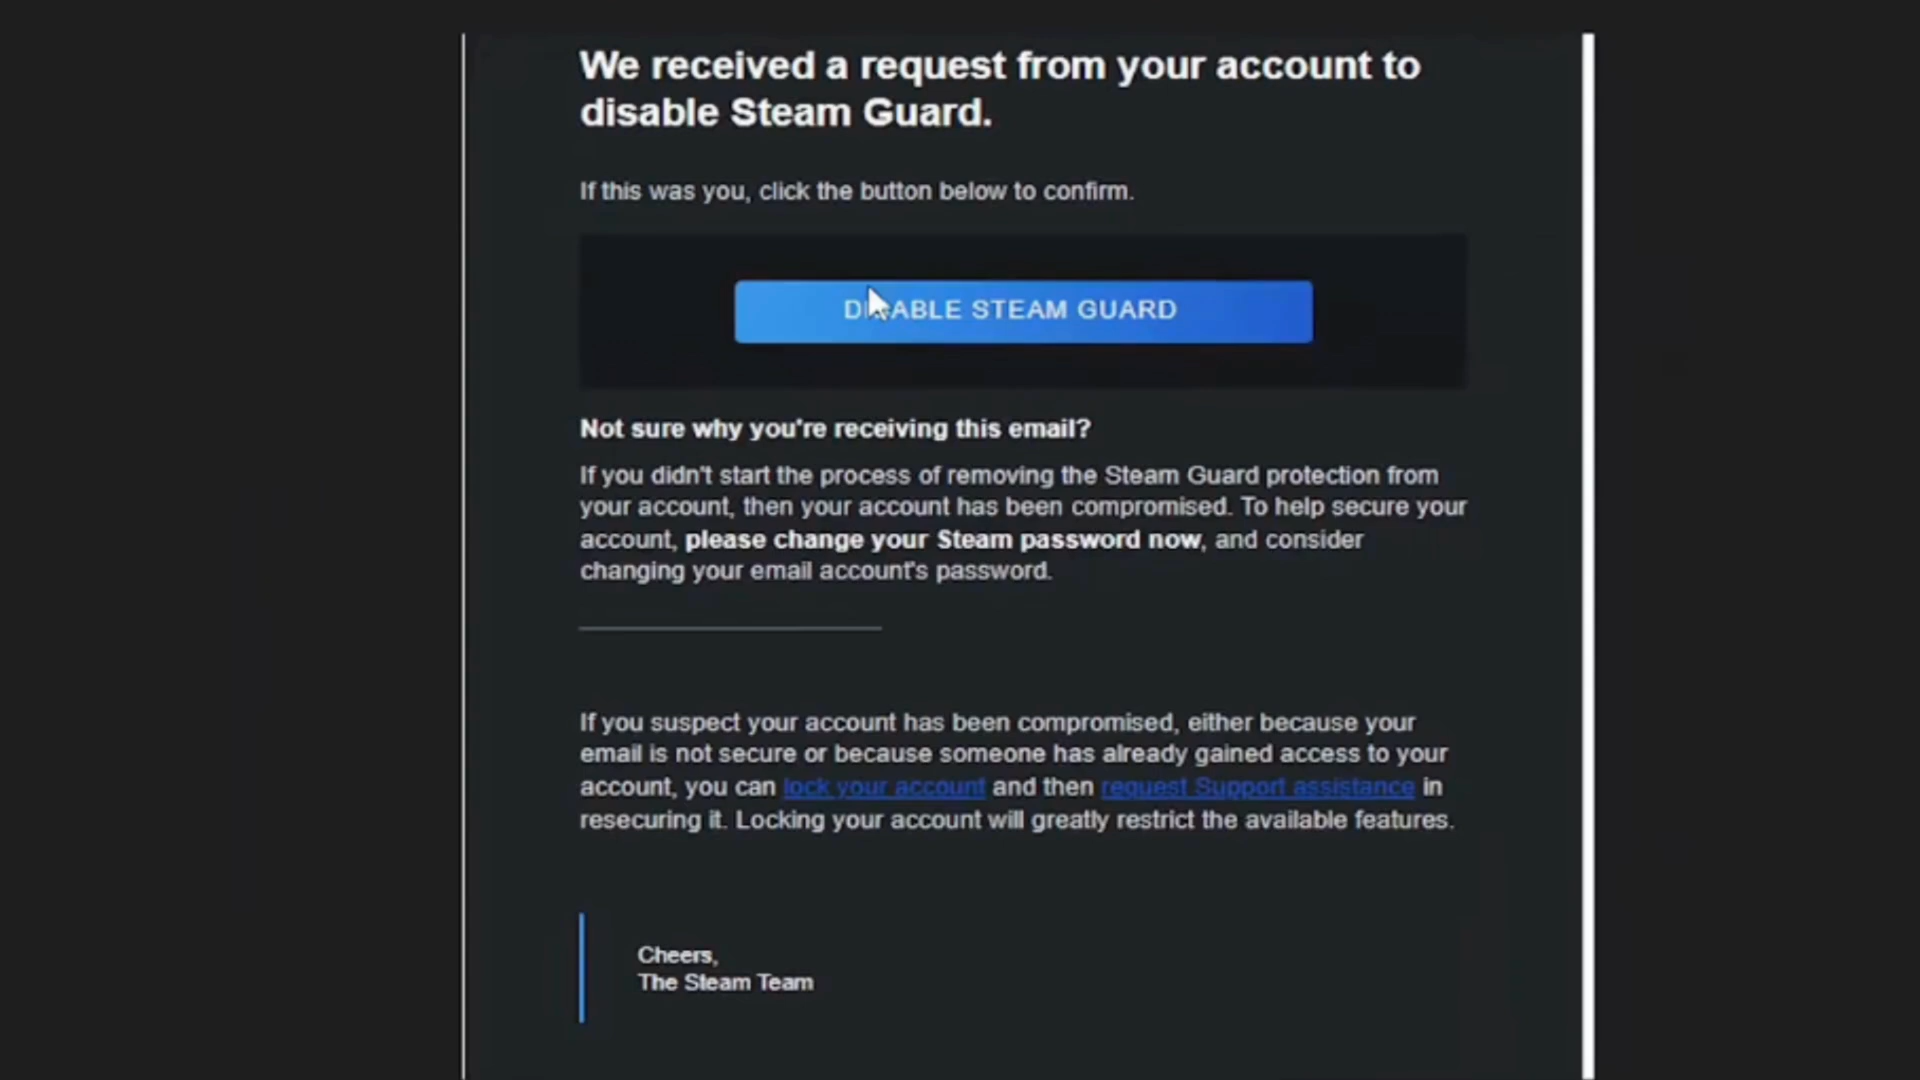 We received a request from your account to
disable Steam Guard.
If this was you, click the button below to confirm.
DISABLE STEAM GUARD
Not sure why you're receiving this email?
If you didn't start the process of removing the Steam Guard protection from
your account, then your account has been compromised. To help secure your
account, please change your Steam password now, and consider
changing your email account's password.
If you suspect your account has been compromised, either because your
email is not secure or because someone has already gained access to your
account, you can lock your account and then request Support assistance in
resecuring it. Locking your account will greatly restrict the available features.
Cheers,
The Steam Team